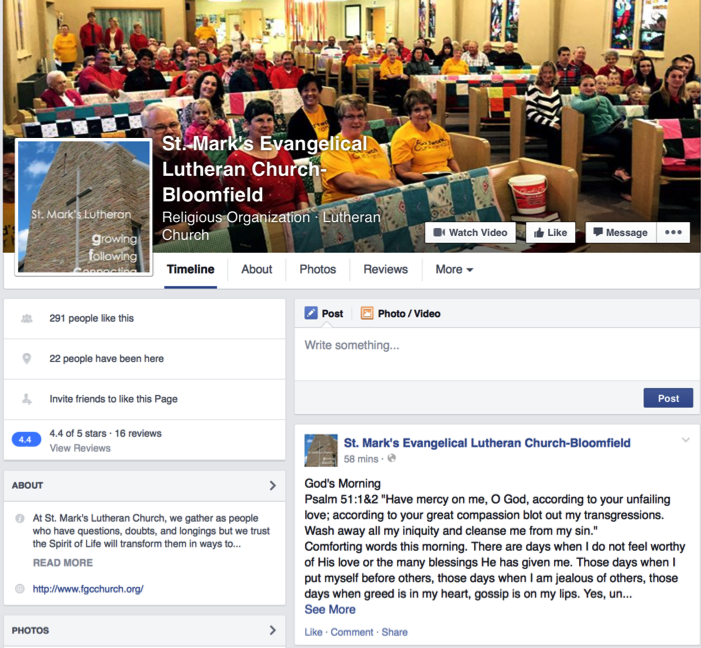 St. Mark's Evangelical
Lutheran Church-
Bloomfield
Religious Organization · Lutheran
Church
St. Mark's Lutheran
growing
following
Connecting
Watch Video
Like
Message
•••
Timeline
About
Photos
Reviews
More
291 people like this
22 people have been here
Invite friends to like this Page
4.4
4.4 of 5 stars · 16 reviews
View Reviews
ABOUT
At St. Mark's Lutheran Church, we gather as people
who have questions, doubts, and longings but we trust
the Spirit of Life will transform them in ways to...
READ MORE
http://www.fgcchurch.org/
PHOTOS
Post
Photo / Video
Write something...
Post
St. Mark's Evangelical Lutheran Church-Bloomfield
58 mins ·
God's Morning
Psalm 51:1&2 "Have mercy on me, O God, according to your unfailing
love; according to your great compassion blot out my transgressions.
Wash away all my iniquity and cleanse me from my sin."
Comforting words this morning. There are days when I do not feel worthy
of His love or the many blessings He has given me. Those days when I
put myself before others, those days when I am jealous of others, those
days when greed is in my heart, gossip is on my lips. Yes, un...
See More
Like · Comment · Share